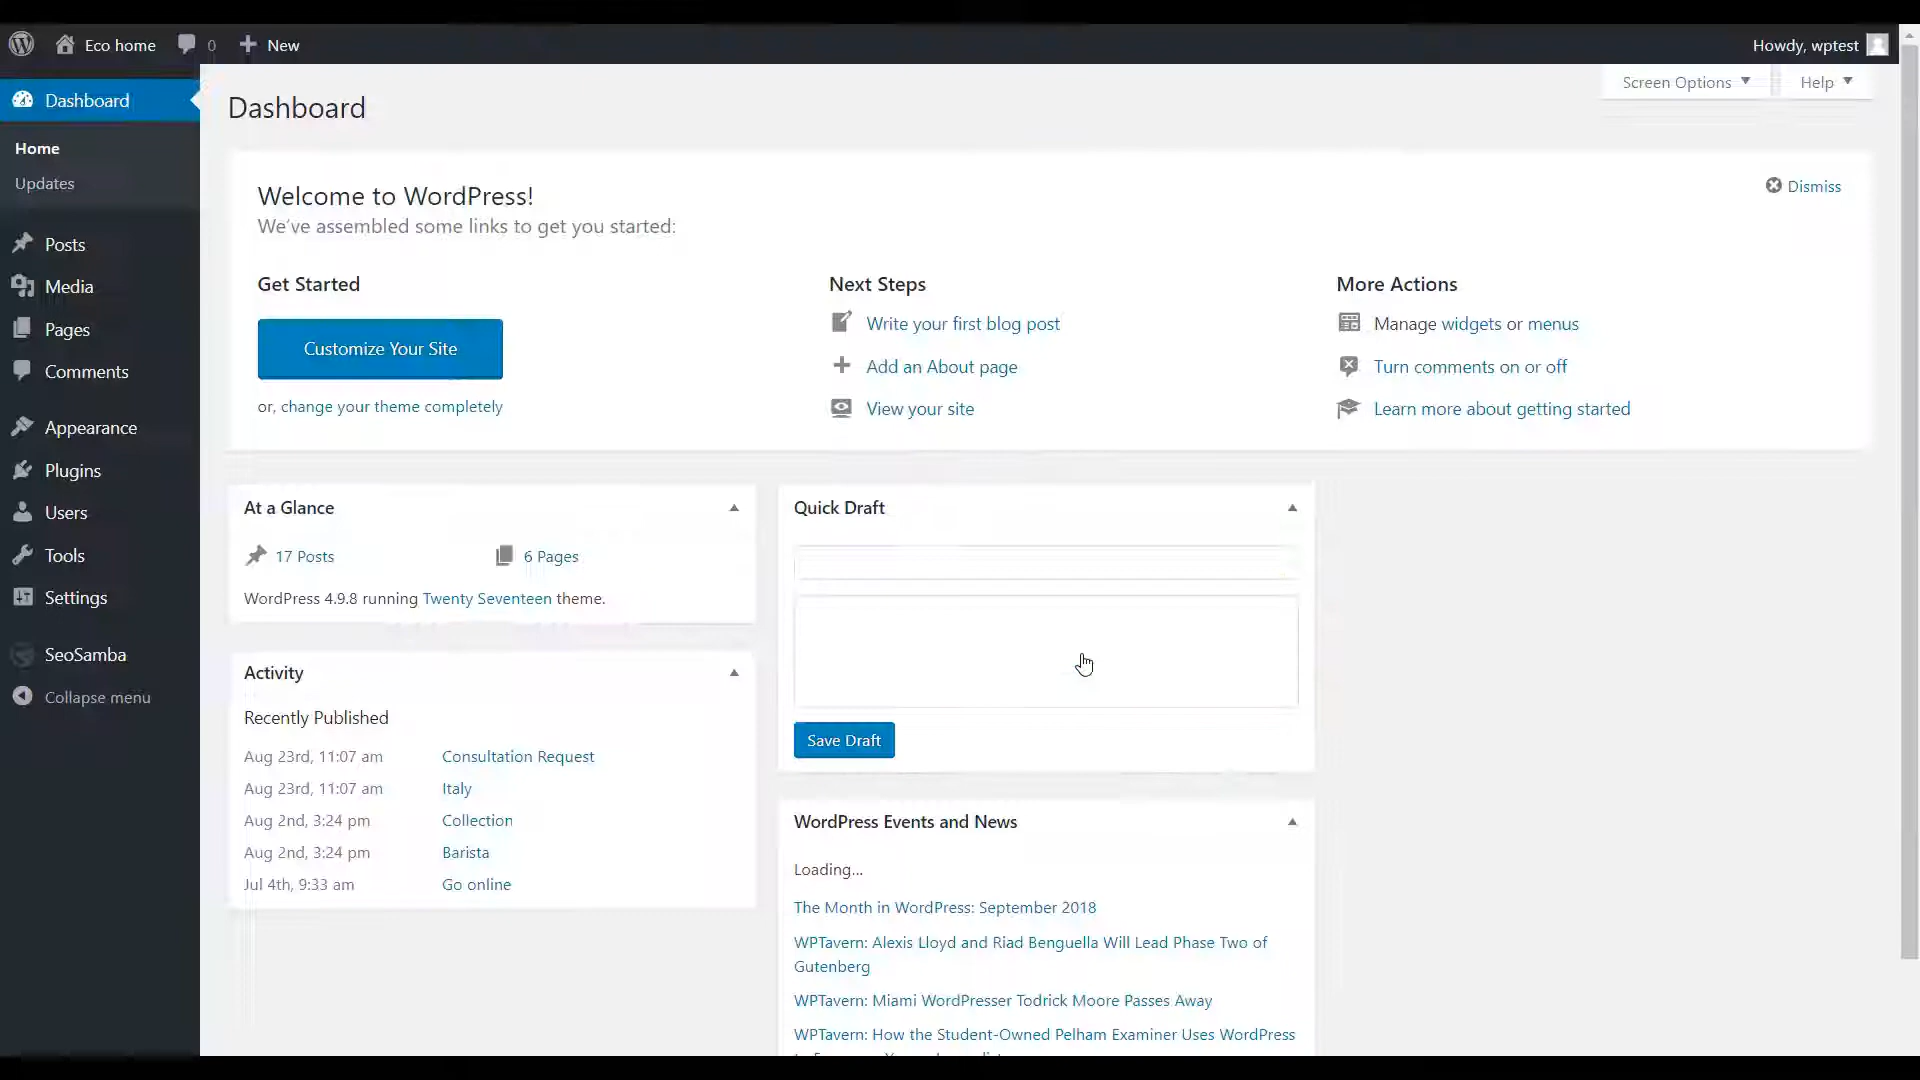 Eco home 0 New Howdy, wptest
Screen Options Help
Dashboard
Home
Updates
Posts
Media
Pages
Comments
Appearance
Plugins
Users
Tools
Settings
SeoSamba
Collapse menu
Dashboard
Welcome to WordPress!
We've assembled some links to get you started:
Dismiss
Get Started
Customize Your Site
or, change your theme completely
Next Steps
Write your first blog post
Add an About page
View your site
More Actions
Manage widgets or menus
Turn comments on or off
Learn more about getting started
At a Glance
17 Posts 6 Pages
WordPress 4.9.8 running Twenty Seventeen theme.
Activity
Recently Published
Aug 23rd, 11:07 am Consultation Request
Aug 23rd, 11:07 am Italy
Aug 2nd, 3:24 pm Collection
Aug 2nd, 3:24 pm Barista
Jul 4th, 9:33 am Go online
Quick Draft
Save Draft
WordPress Events and News
Loading...
The Month in WordPress: September 2018
WPTavern: Alexis Lloyd and Riad Benguella Will Lead Phase Two of
Gutenberg
WPTavern: Miami WordPresser Todrick Moore Passes Away
WPTavern: How the Student-Owned Pelham Examiner Uses WordPress